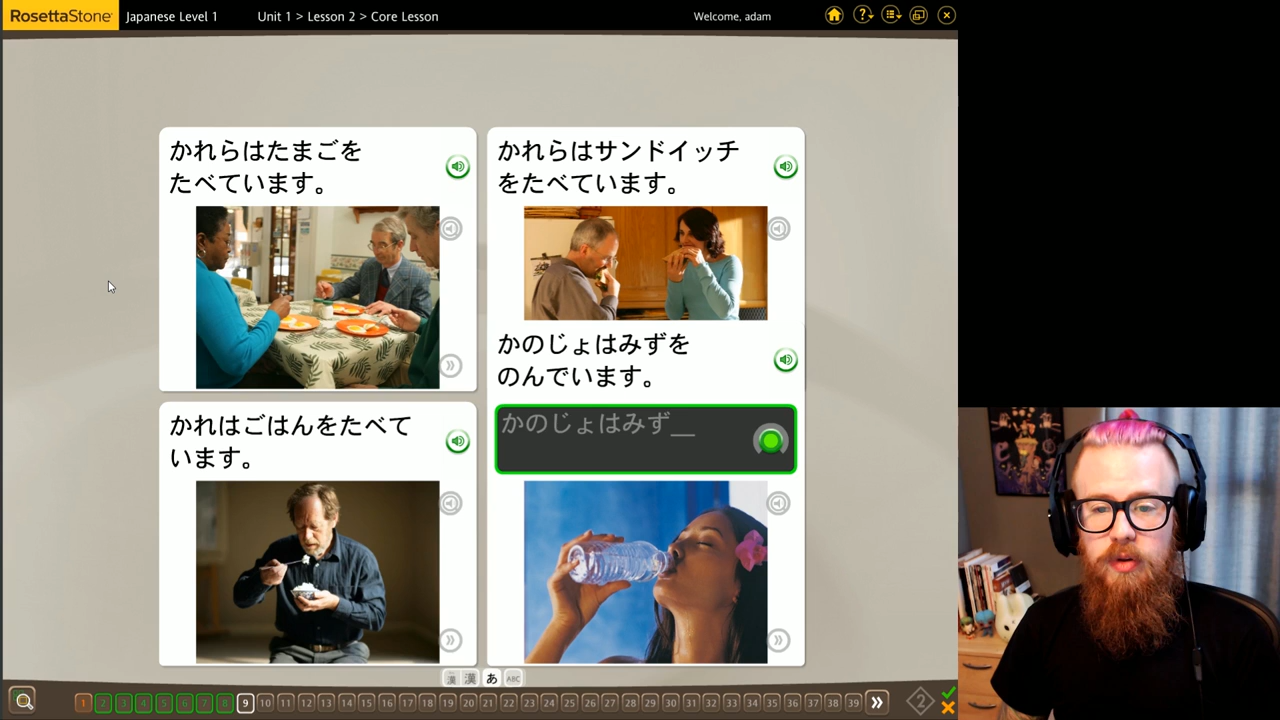 RosettaStone
Japanese Level 1
Unit 1 > Lesson 2 > Core Lesson
Welcome, adam
?
かれらはたまごを
たべています。
かれらはサンドイッチ
をたべています。
かのじょはみずを
のんでいます。
かのじょはみず__
かれはごはんをたべて
います。
漢 漢 あ ABC
1 2 3 4 5 6 7 8 9 10 11 12 13 14 15 16 17 18 19 20 21 22 23 24 25 26 27 28 29 30 31 32 33 34 35 36 37 38 39
2